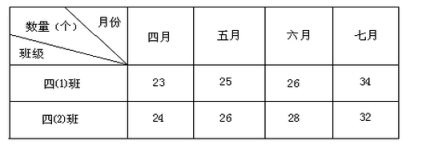 数量（个） 月份
班级
四月 五月 六月 七月
四⑴班 23 25 26 34
四⑵班 24 26 28 32